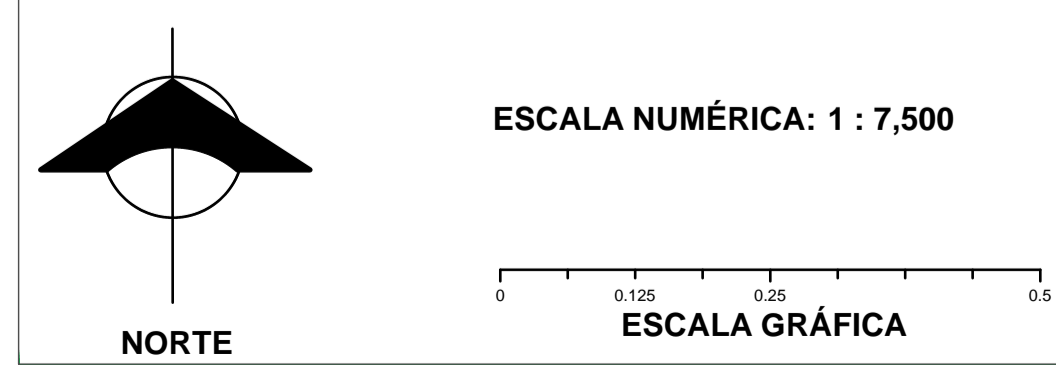 ESCALA NUMÉRICA: 1 : 7,500
0 0.125 0.25 0.5
ESCALA GRÁFICA
NORTE